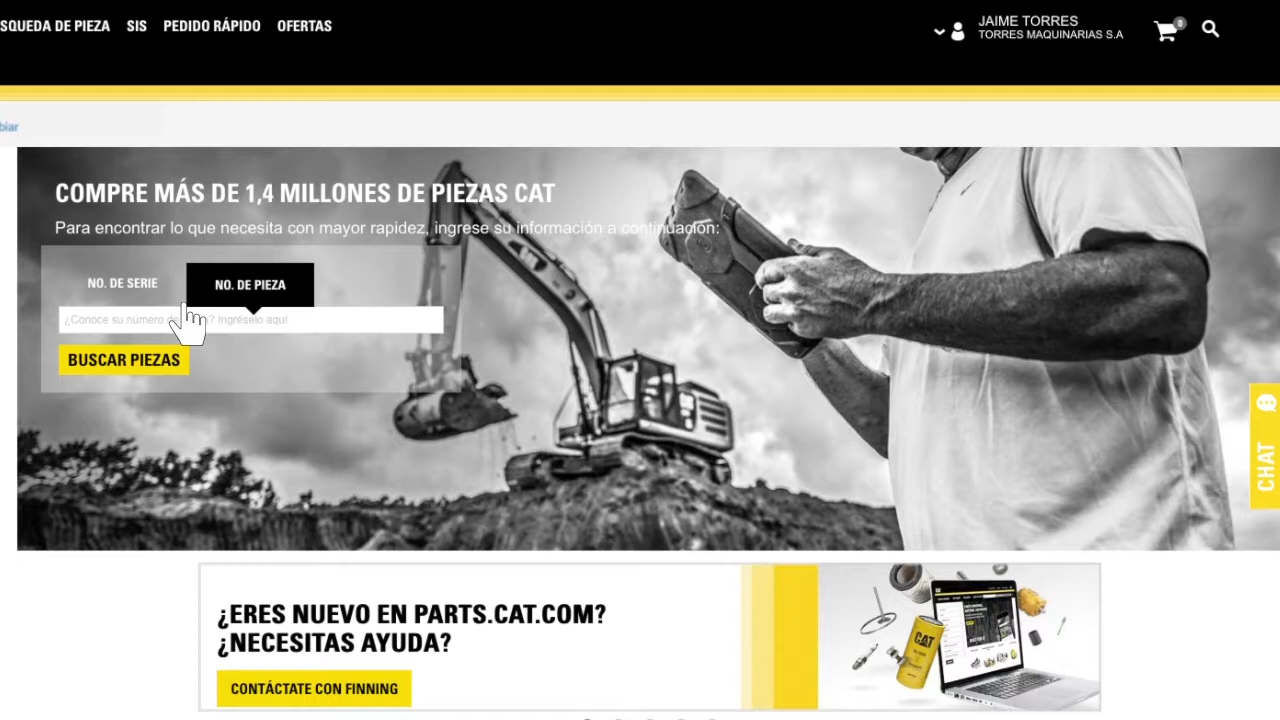 SQUEDA DE PIEZA SIS PEDIDO RÁPIDO OFERTAS
JAIME TORRES
TORRES MAQUINARIAS S.A
0
biar
COMPRE MÁS DE 1,4 MILLONES DE PIEZAS CAT
Para encontrar lo que necesita con mayor rapidez, ingrese su información a continuación:
NO. DE SERIE NO. DE PIEZA
¿Conoce su número de ? Ingréselo aquí
BUSCAR PIEZAS
CHAT
¿ERES NUEVO EN PARTS.CAT.COM?
¿NECESITAS AYUDA?
CONTÁCTATE CON FINNING
CAT